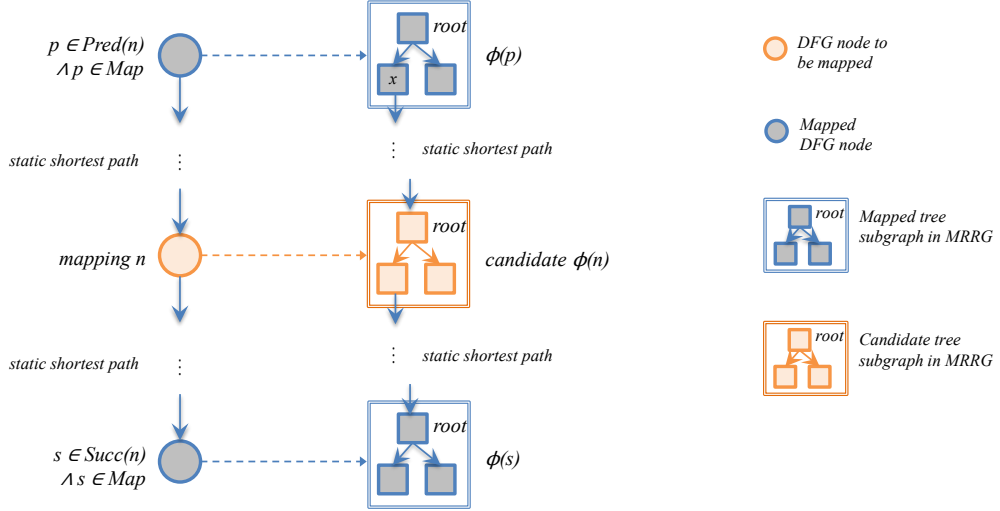 p ∈ Pred(n)
∧ p ∈ Map
root
x
ϕ(p)
static shortest path
⋮
⋮
static shortest path
mapping n
root
candidate ϕ(n)
static shortest path
⋮
⋮
static shortest path
s ∈ Succ(n)
∧ s ∈ Map
root
ϕ(s)
DFG node to
be mapped
Mapped
DFG node
root
Mapped tree
subgraph in MRRG
root
Candidate tree
subgraph in MRRG